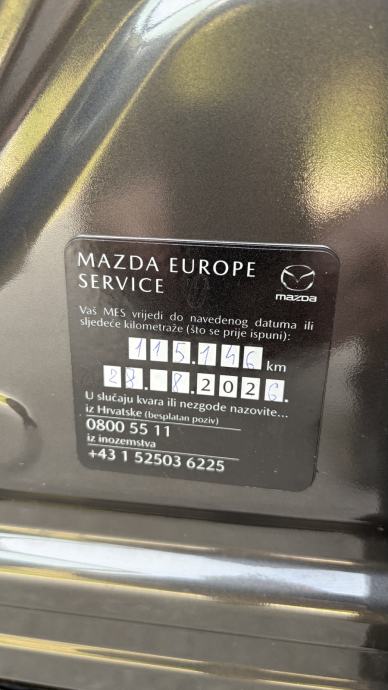 MAZDA EUROPE
SERVICE
mazda
Vaš MES vrijedi do navedenog datuma ili
sljedeće kilometraže (što se prije ispuni):
115.146 km
28.8.2026.
U slučaju kvara ili nezgode nazovite...
iz Hrvatske (besplatan poziv)
0800 55 11
iz inozemstva
+43 1 52503 6225